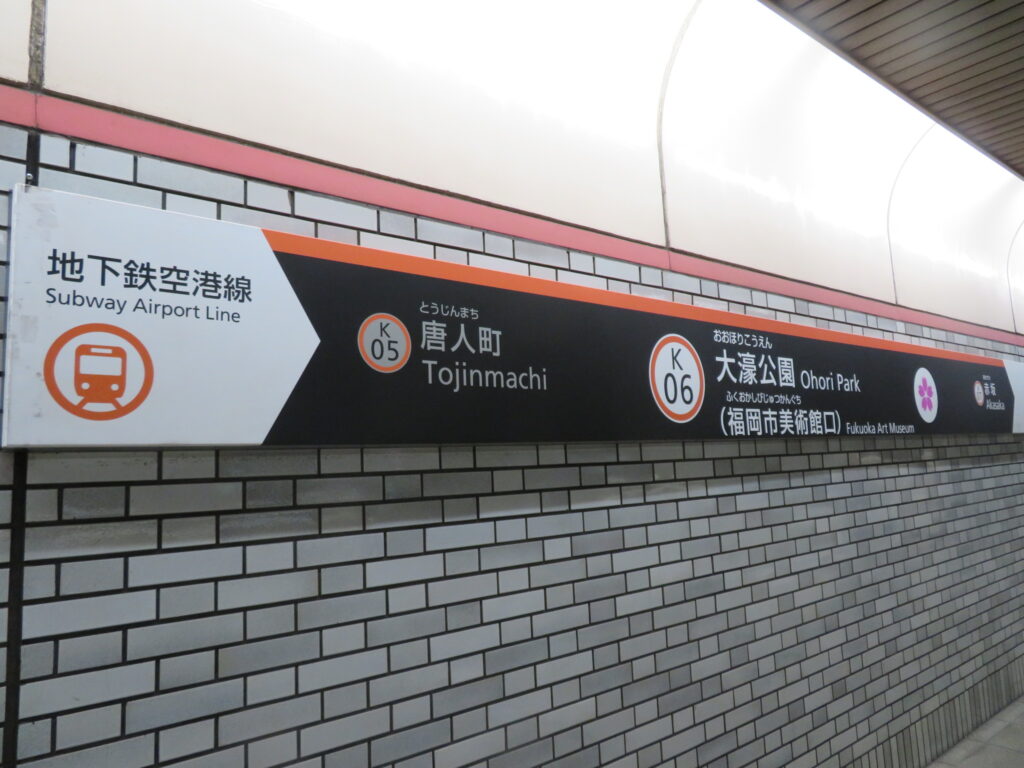 地下鉄空港線
Subway Airport Line
K
05
とうじんまち
唐人町
Tojinmachi
K
06
おおほりこうえん
大濠公園 Ohori Park
ふくおかしびじゅつかんぐち
(福岡市美術館口) Fukuoka Art Museum
赤坂
Akasaka